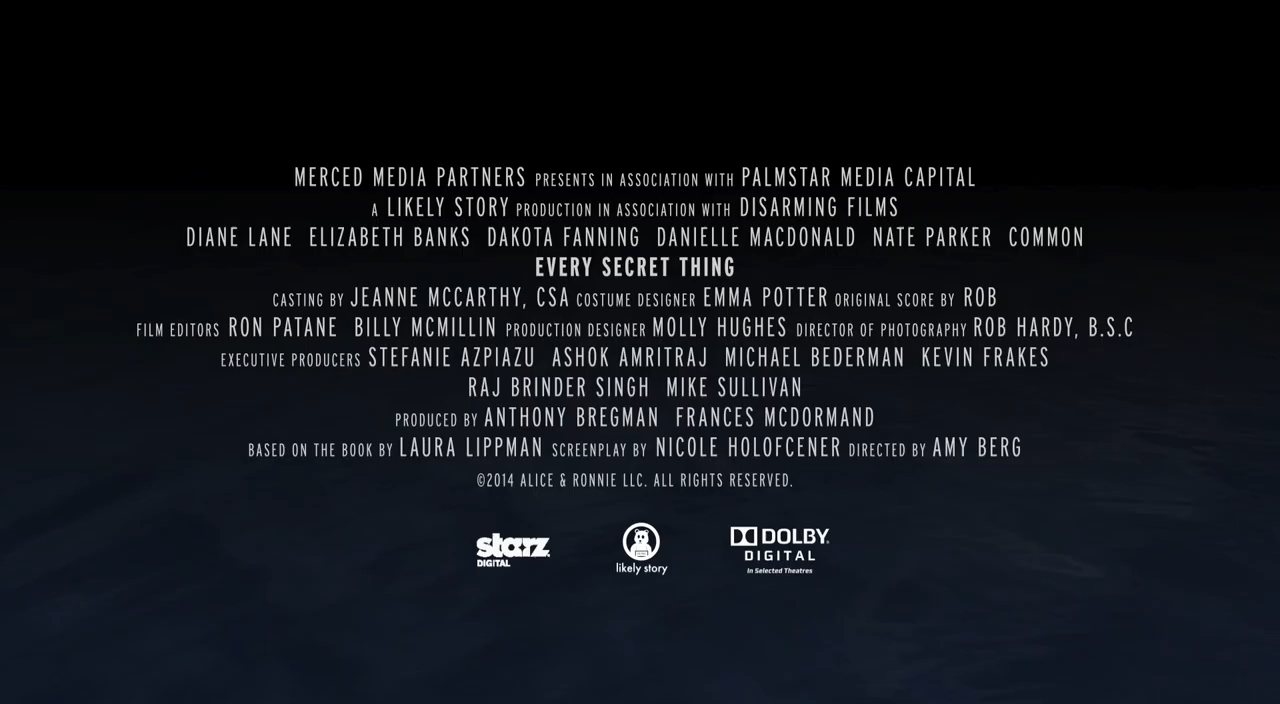 MERCED MEDIA PARTNERS PRESENTS IN ASSOCIATION WITH PALMSTAR MEDIA CAPITAL
A LIKELY STORY PRODUCTION IN ASSOCIATION WITH DISARMING FILMS
DIANE LANE ELIZABETH BANKS DAKOTA FANNING DANIELLE MACDONALD NATE PARKER COMMON
EVERY SECRET THING
CASTING BY JEANNE MCCARTHY, CSA COSTUME DESIGNER EMMA POTTER ORIGINAL SCORE BY ROB
FILM EDITORS RON PATANE BILLY MCMILLIN PRODUCTION DESIGNER MOLLY HUGHES DIRECTOR OF PHOTOGRAPHY ROB HARDY, B.S.C
EXECUTIVE PRODUCERS STEFANIE AZPIAZU ASHOK AMRITRAJ MICHAEL BEDERMAN KEVIN FRAKES
RAJ BRINDER SINGH MIKE SULLIVAN
PRODUCED BY ANTHONY BREGMAN FRANCES MCDORMAND
BASED ON THE BOOK BY LAURA LIPPMAN SCREENPLAY BY NICOLE HOLOFCENER DIRECTED BY AMY BERG
©2014 ALICE & RONNIE LLC. ALL RIGHTS RESERVED.
starz
DIGITAL
likely story
DOLBY®
DIGITAL
In Selected Theatres